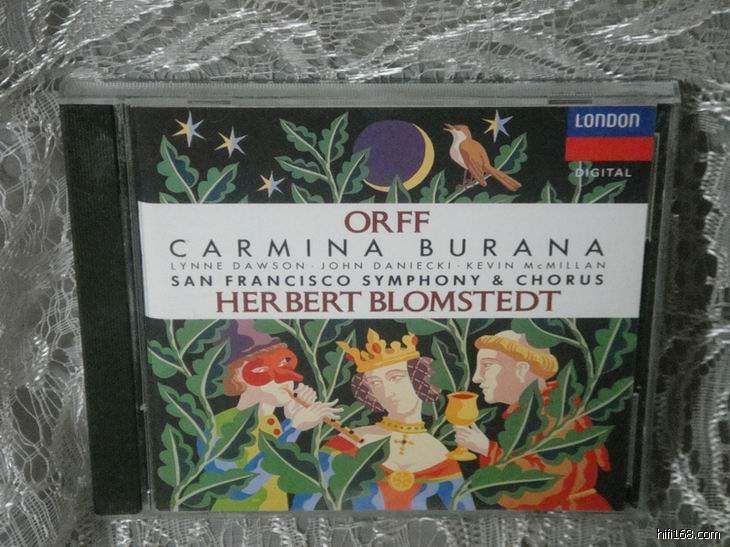 LONDON
DIGITAL
ORFF
CARMINA BURANA
LYNNE DAWSON · JOHN DANIECKI · KEVIN McMILLAN
SAN FRANCISCO SYMPHONY & CHORUS
HERBERT BLOMSTEDT
hifi168.com